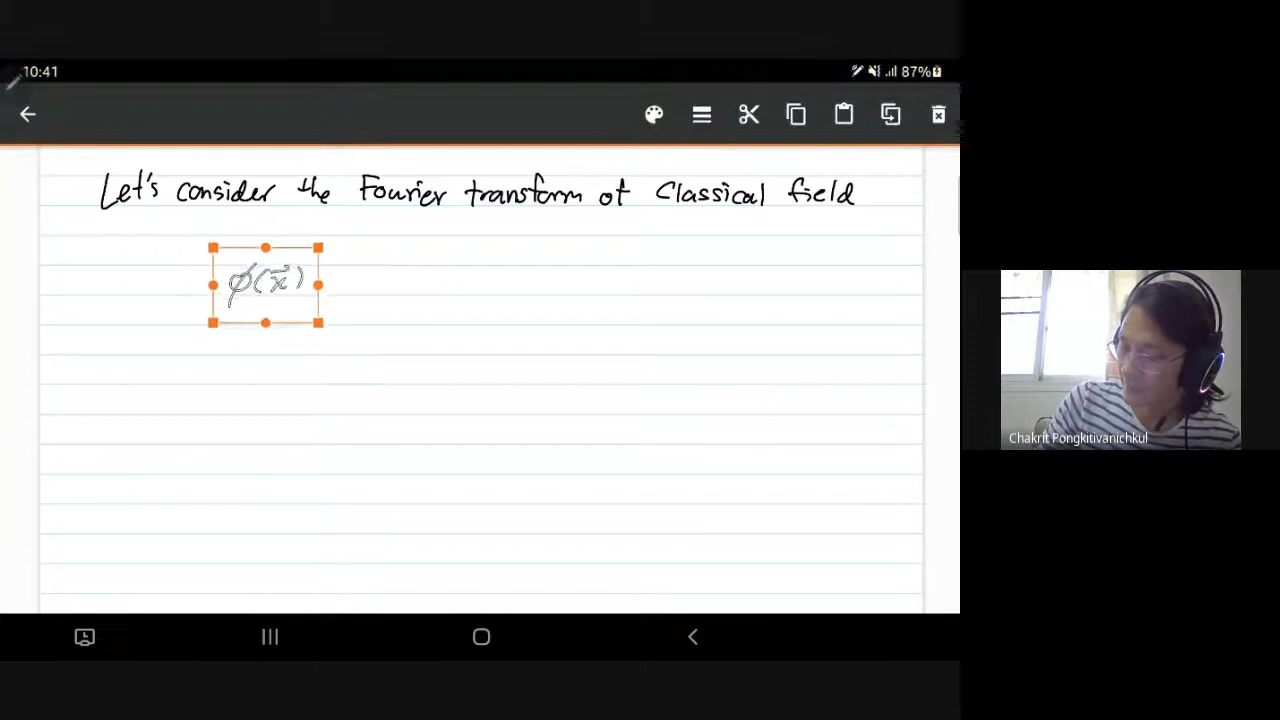 10:41
87%
Let's consider the Fourier transform of Classical field
ϕ(x⃗)
Chakrit Pongkitivanichkul